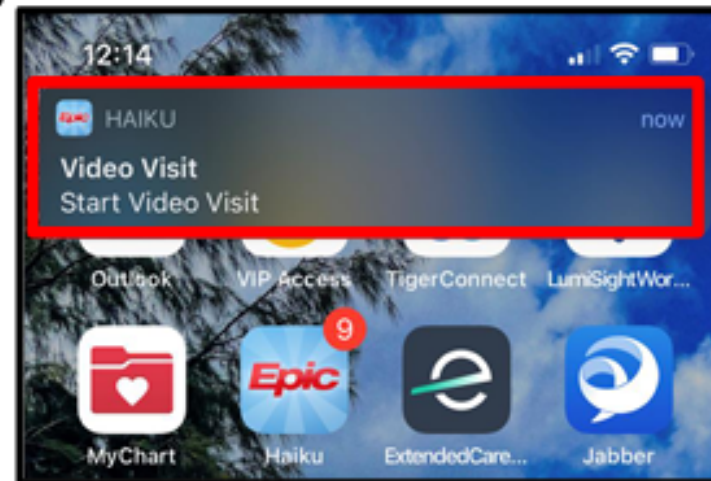 12:14
Epic HAIKU now
Video Visit
Start Video Visit
Outlook VIP Access TigerConnect LumiSightWor...
9
Epic
MyChart Haiku ExtendedCare... Jabber